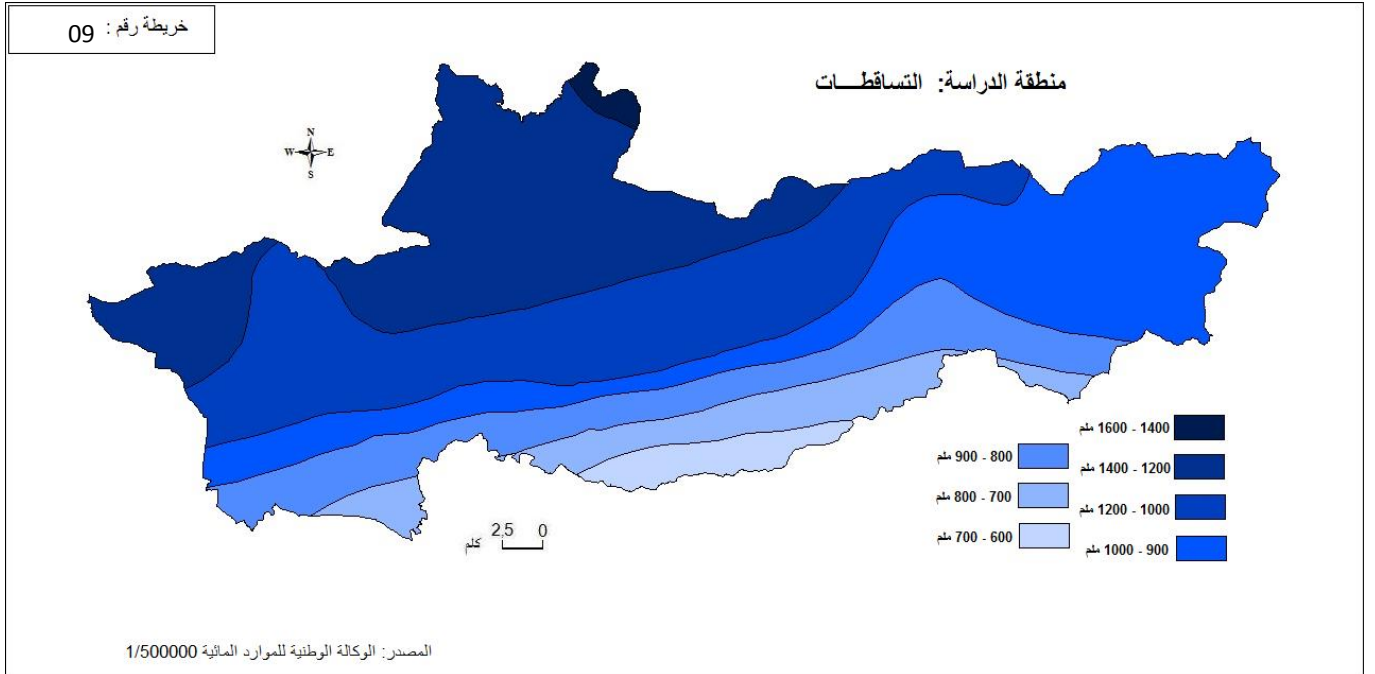 خريطة رقم : 09
منطقة الدراسة: التساقطـــات
N
W E
S
1400 - 1600 ملم
1200 - 1400 ملم
1000 - 1200 ملم
900 - 1000 ملم
800 - 900 ملم
700 - 800 ملم
600 - 700 ملم
2,5 0
كلم
المصدر: الوكالة الوطنية للموارد المائية 1/500000